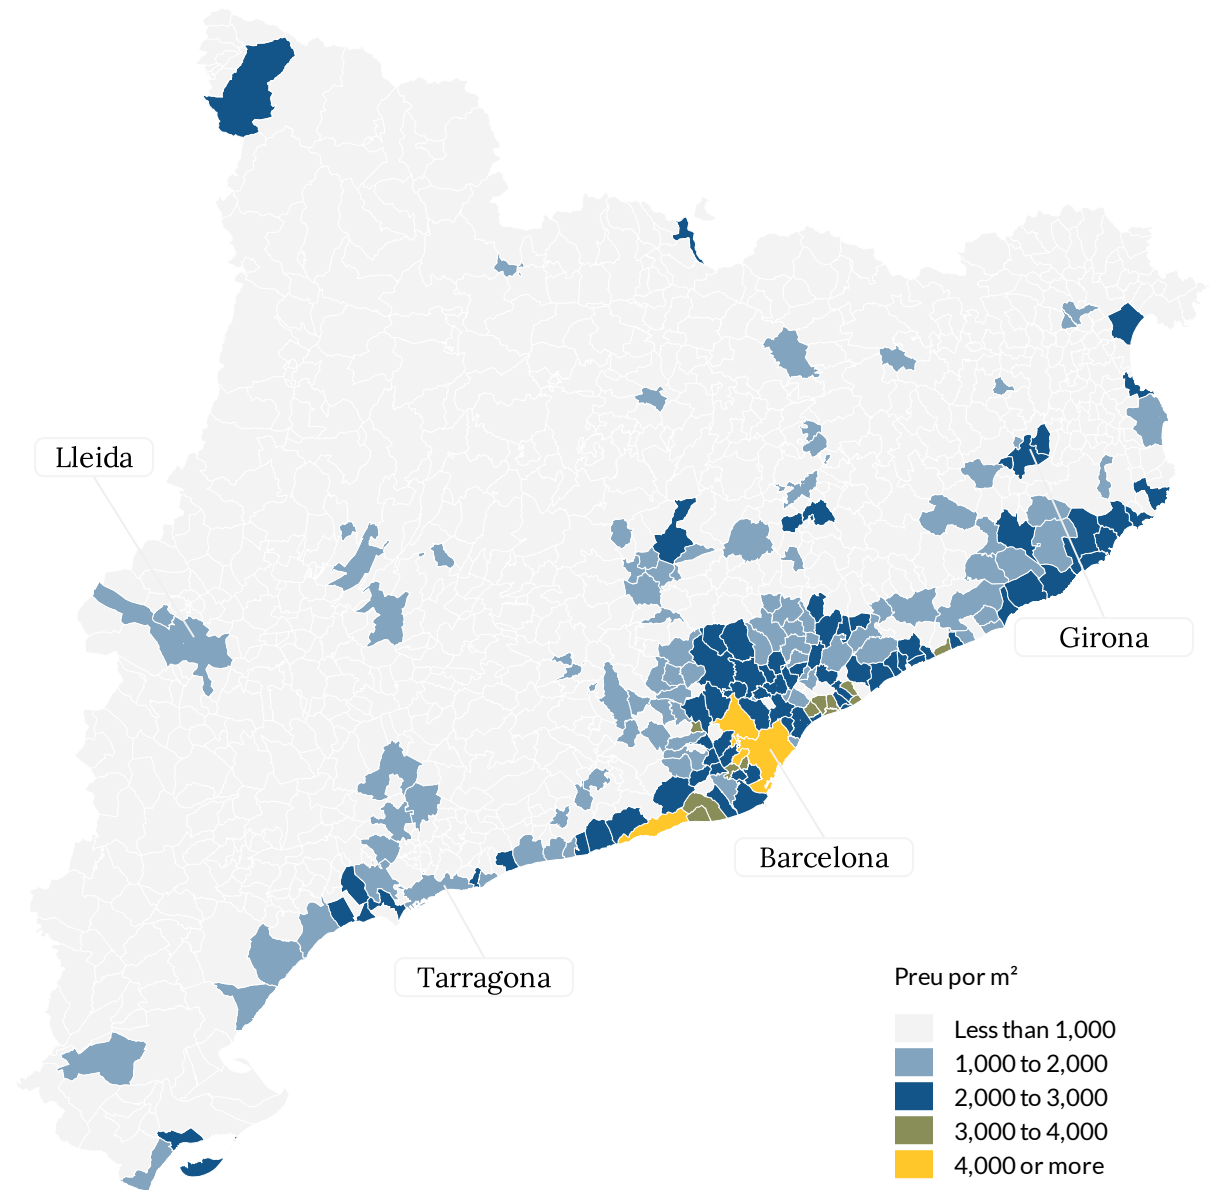 Lleida
Girona
Barcelona
Tarragona
Preu por m²
Less than 1,000
1,000 to 2,000
2,000 to 3,000
3,000 to 4,000
4,000 or more